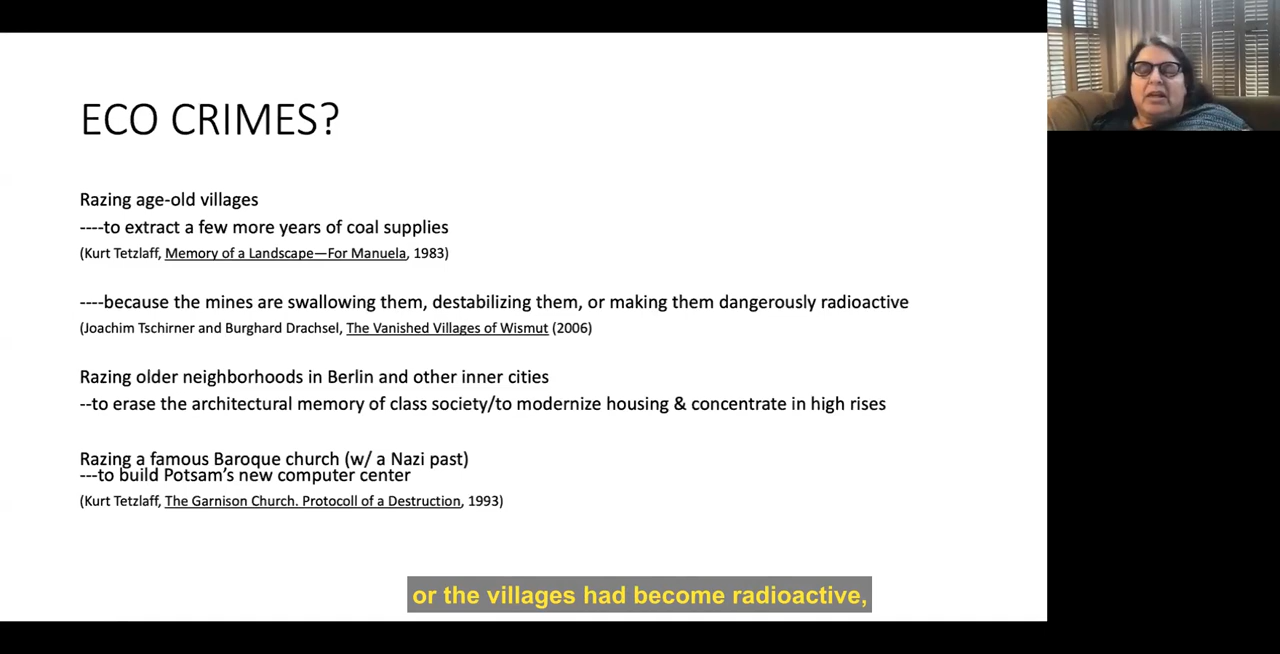 ECO CRIMES?
Razing age-old villages
----to extract a few more years of coal supplies
(Kurt Tetzlaff, Memory of a Landscape—For Manuela, 1983)
----because the mines are swallowing them, destabilizing them, or making them dangerously radioactive
(Joachim Tschirner and Burghard Drachsel, The Vanished Villages of Wismut (2006)
Razing older neighborhoods in Berlin and other inner cities
--to erase the architectural memory of class society/to modernize housing & concentrate in high rises
Razing a famous Baroque church (w/ a Nazi past)
---to build Potsam's new computer center
(Kurt Tetzlaff, The Garnison Church. Protocoll of a Destruction, 1993)
or the villages had become radioactive,